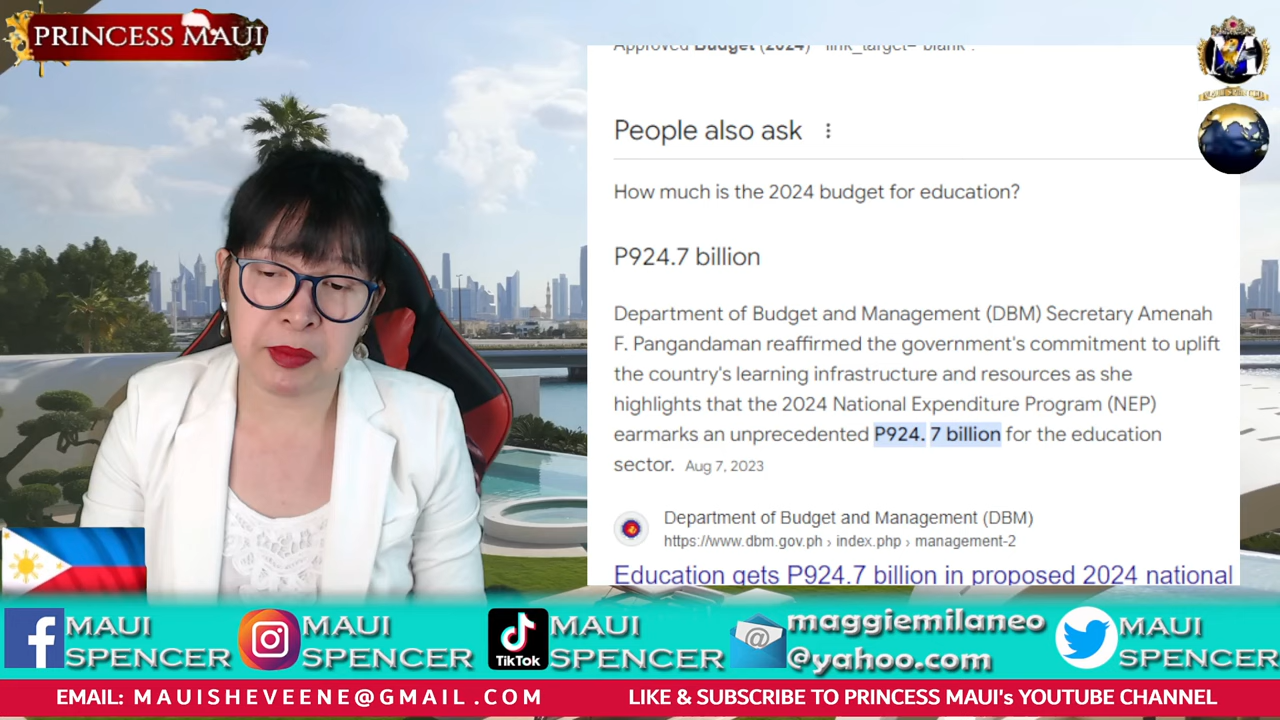 PRINCESS MAUI
Approved Budget (2024) link_target="blank".
People also ask
How much is the 2024 budget for education?
P924.7 billion
Department of Budget and Management (DBM) Secretary Amenah
F. Pangandaman reaffirmed the government's commitment to uplift
the country's learning infrastructure and resources as she
highlights that the 2024 National Expenditure Program (NEP)
earmarks an unprecedented P924. 7 billion for the education
sector. Aug 7, 2023
Department of Budget and Management (DBM)
https://www.dbm.gov.ph › index.php › management-2
Education gets P924.7 billion in proposed 2024 national
MAUI
SPENCER
MAUI
SPENCER
TikTok
MAUI
SPENCER
maggiemilaneo
@yahoo.com
MAUI
SPENCER
EMAIL: MAUISHEVEENE@GMAIL.COM
LIKE & SUBSCRIBE TO PRINCESS MAUI's YOUTUBE CHANNEL